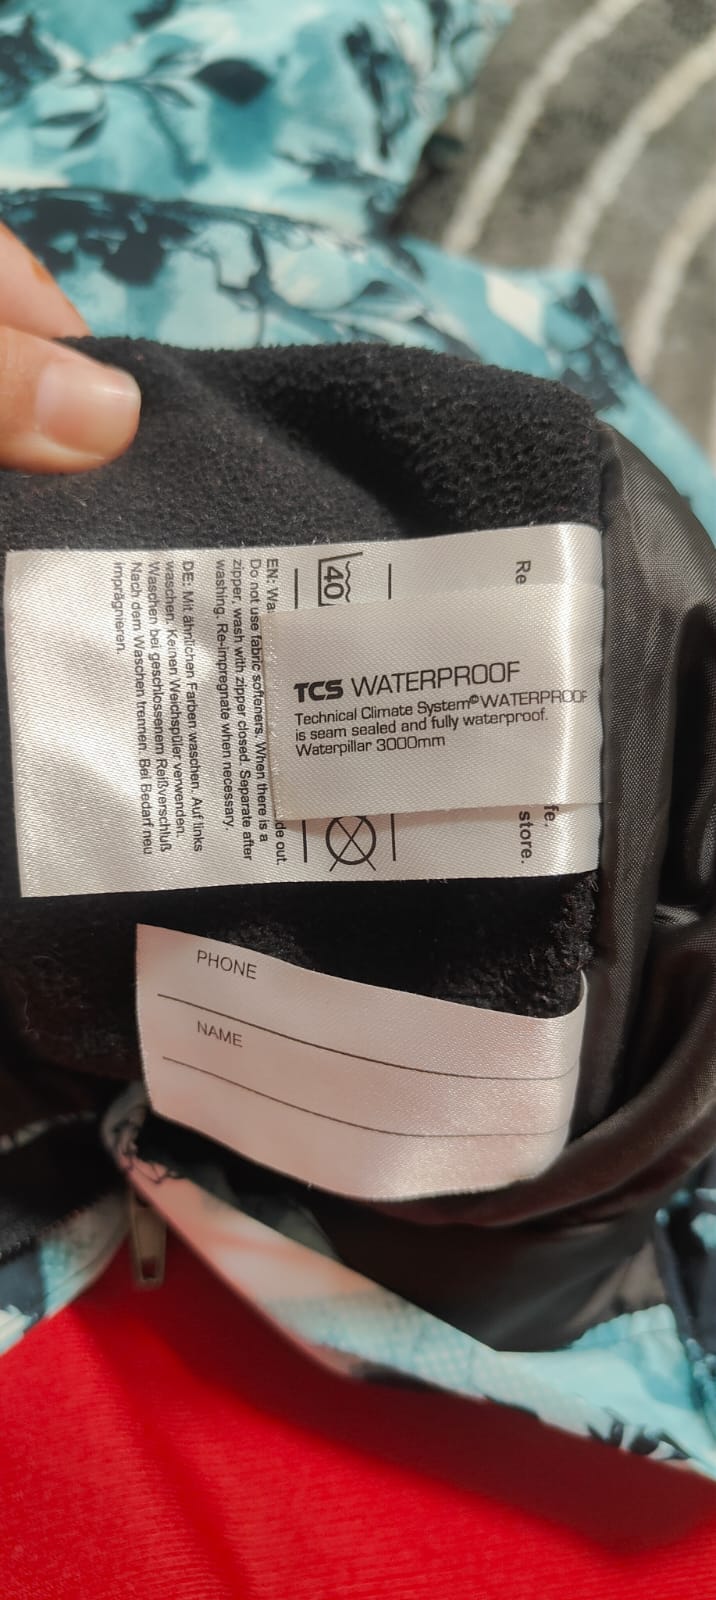 TCS WATERPROOF
Technical Climate System©WATERPROOF
is seam sealed and fully waterproof.
Waterpillar 3000mm
Re
fe.
store.
40
EN: Wa
de out.
Do not use fabric softeners. When there is a
zipper, wash with zipper closed. Separate after
washing. Re-impregnate when necessary.
DE: Mit ähnlichen Farben waschen. Auf links
waschen. Keinen Weichspüler verwenden.
Waschen bei geschlossenem Reißverschluß
Nach dem Waschen trennen. Bei Bedarf neu
imprägnieren.
PHONE
NAME